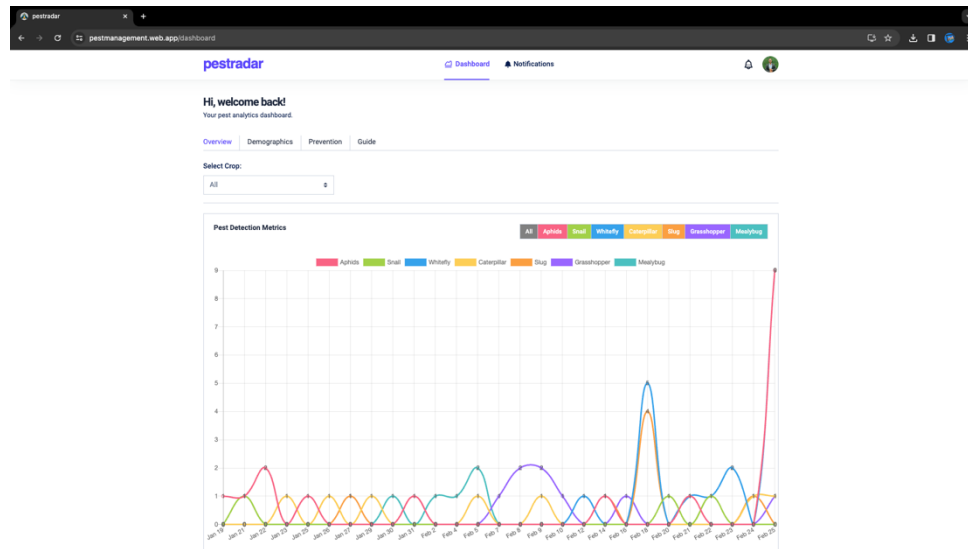 pestradar
pestmanagement.web.app/dashboard
pestradar
Dashboard
Notifications
Hi, welcome back!
Your pest analytics dashboard.
Overview Demographics Prevention Guide
Select Crop:
All
Pest Detection Metrics
All Aphids Snail Whitefly Caterpillar Slug Grasshopper Mealybug
Aphids Snail Whitefly Caterpillar Slug Grasshopper Mealybug
9
8
7
6
5
4
3
2
1
0
Jan 19 Jan 21 Jan 22 Jan 23 Jan 25 Jan 26 Jan 27 Jan 29 Jan 30 Jan 31 Feb 2 Feb 4 Feb 5 Feb 7 Feb 8 Feb 9 Feb 10 Feb 12 Feb 14 Feb 16 Feb 18 Feb 20 Feb 21 Feb 22 Feb 23 Feb 24 Feb 25